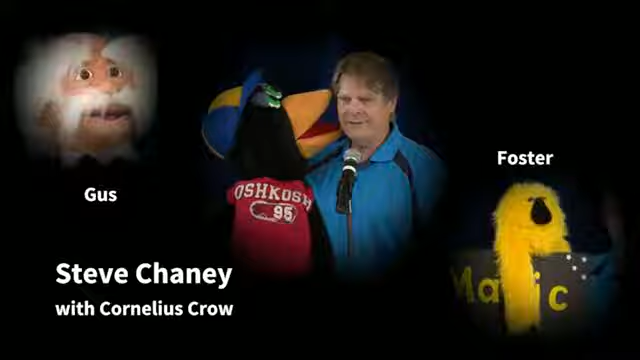 Gus
Foster
OSHKOSH
95
Magic
Steve Chaney
with Cornelius Crow